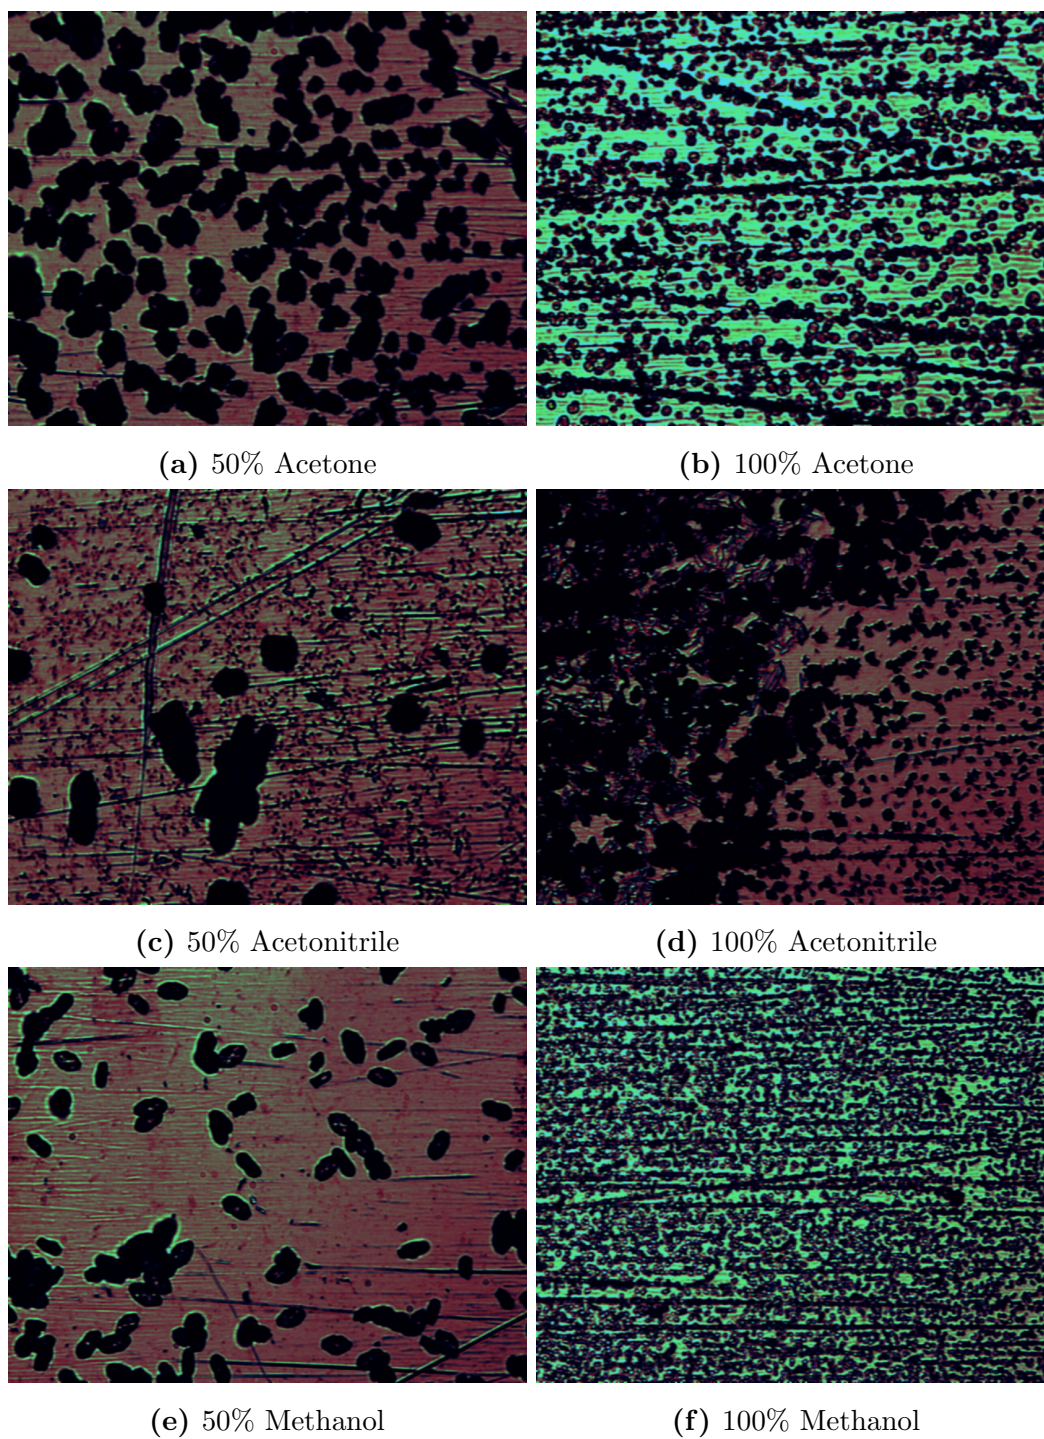 (a) 50% Acetone
(b) 100% Acetone
(c) 50% Acetonitrile
(d) 100% Acetonitrile
(e) 50% Methanol
(f) 100% Methanol